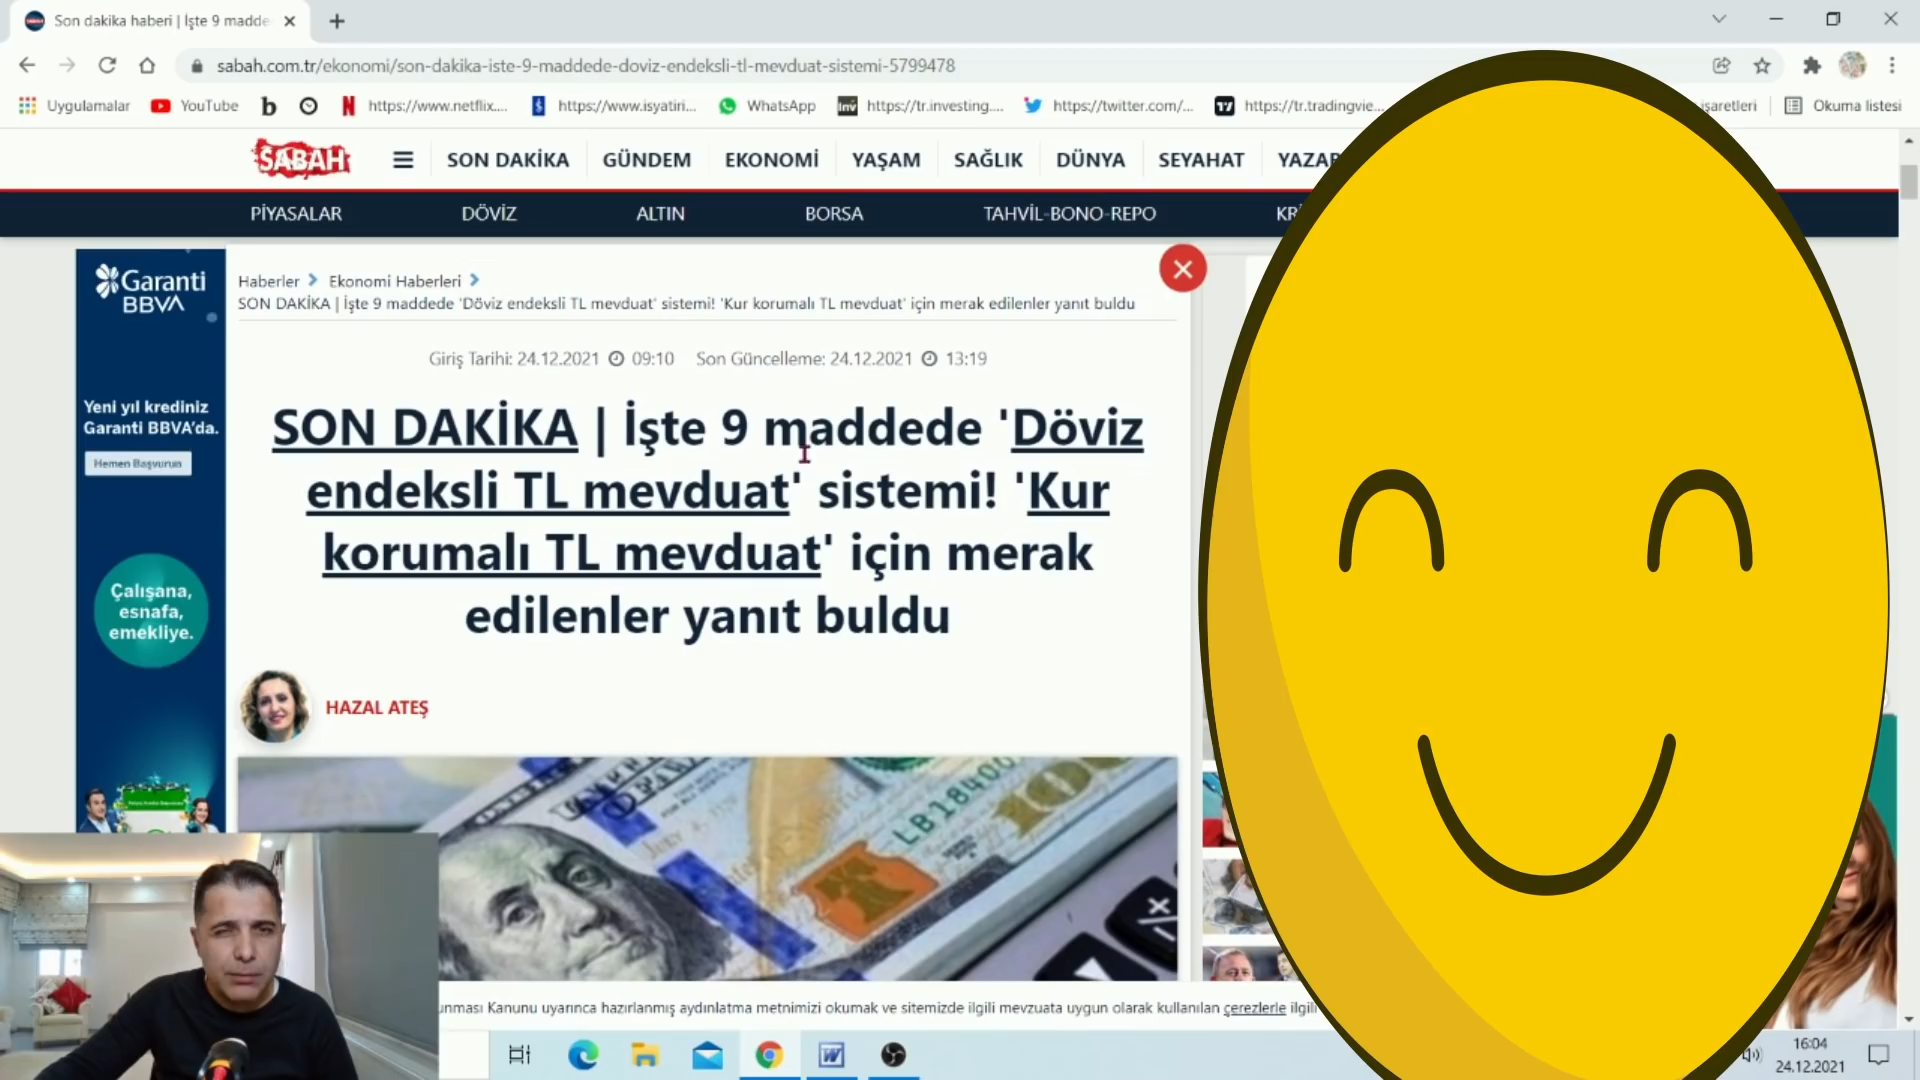 Son dakika haberi | İşte 9 madde
sabah.com.tr/ekonomi/son-dakika-iste-9-maddede-doviz-endeksli-tl-mevduat-sistemi-5799478
Uygulamalar YouTube b N https://www.netflix.... $ https://www.isyatiri... WhatsApp Inv https://tr.investing.... https://twitter.com/... https://tr.tradingvie... işaretleri Okuma listesi
SABAH SON DAKİKA GÜNDEM EKONOMİ YAŞAM SAĞLIK DÜNYA SEYAHAT
PİYASALAR DÖVİZ ALTIN BORSA TAHVİL-BONO-REPO
Garanti
BBVA
Yeni yıl krediniz
Garanti BBVA'da.
Hemen Başvurun
Çalışana,
esnafa,
emekliye.
Haberler Ekonomi Haberleri
SON DAKİKA | İşte 9 maddede 'Döviz endeksli TL mevduat' sistemi! 'Kur korumalı TL mevduat' için merak edilenler yanıt buldu
Giriş Tarihi: 24.12.2021 09:10 Son Güncelleme: 24.12.2021 13:19
SON DAKİKA | İşte 9 maddede 'Döviz
endeksli TL mevduat' sistemi! 'Kur
korumalı TL mevduat' için merak
edilenler yanıt buldu
HAZAL ATEŞ
LB18400
100
Kanunu uyarınca hazırlanmış aydınlatma metnimizi okumak ve sitemizde ilgili mevzuata uygun olarak kullanılan çerezlerle ilgili
16:04
24.12.2021